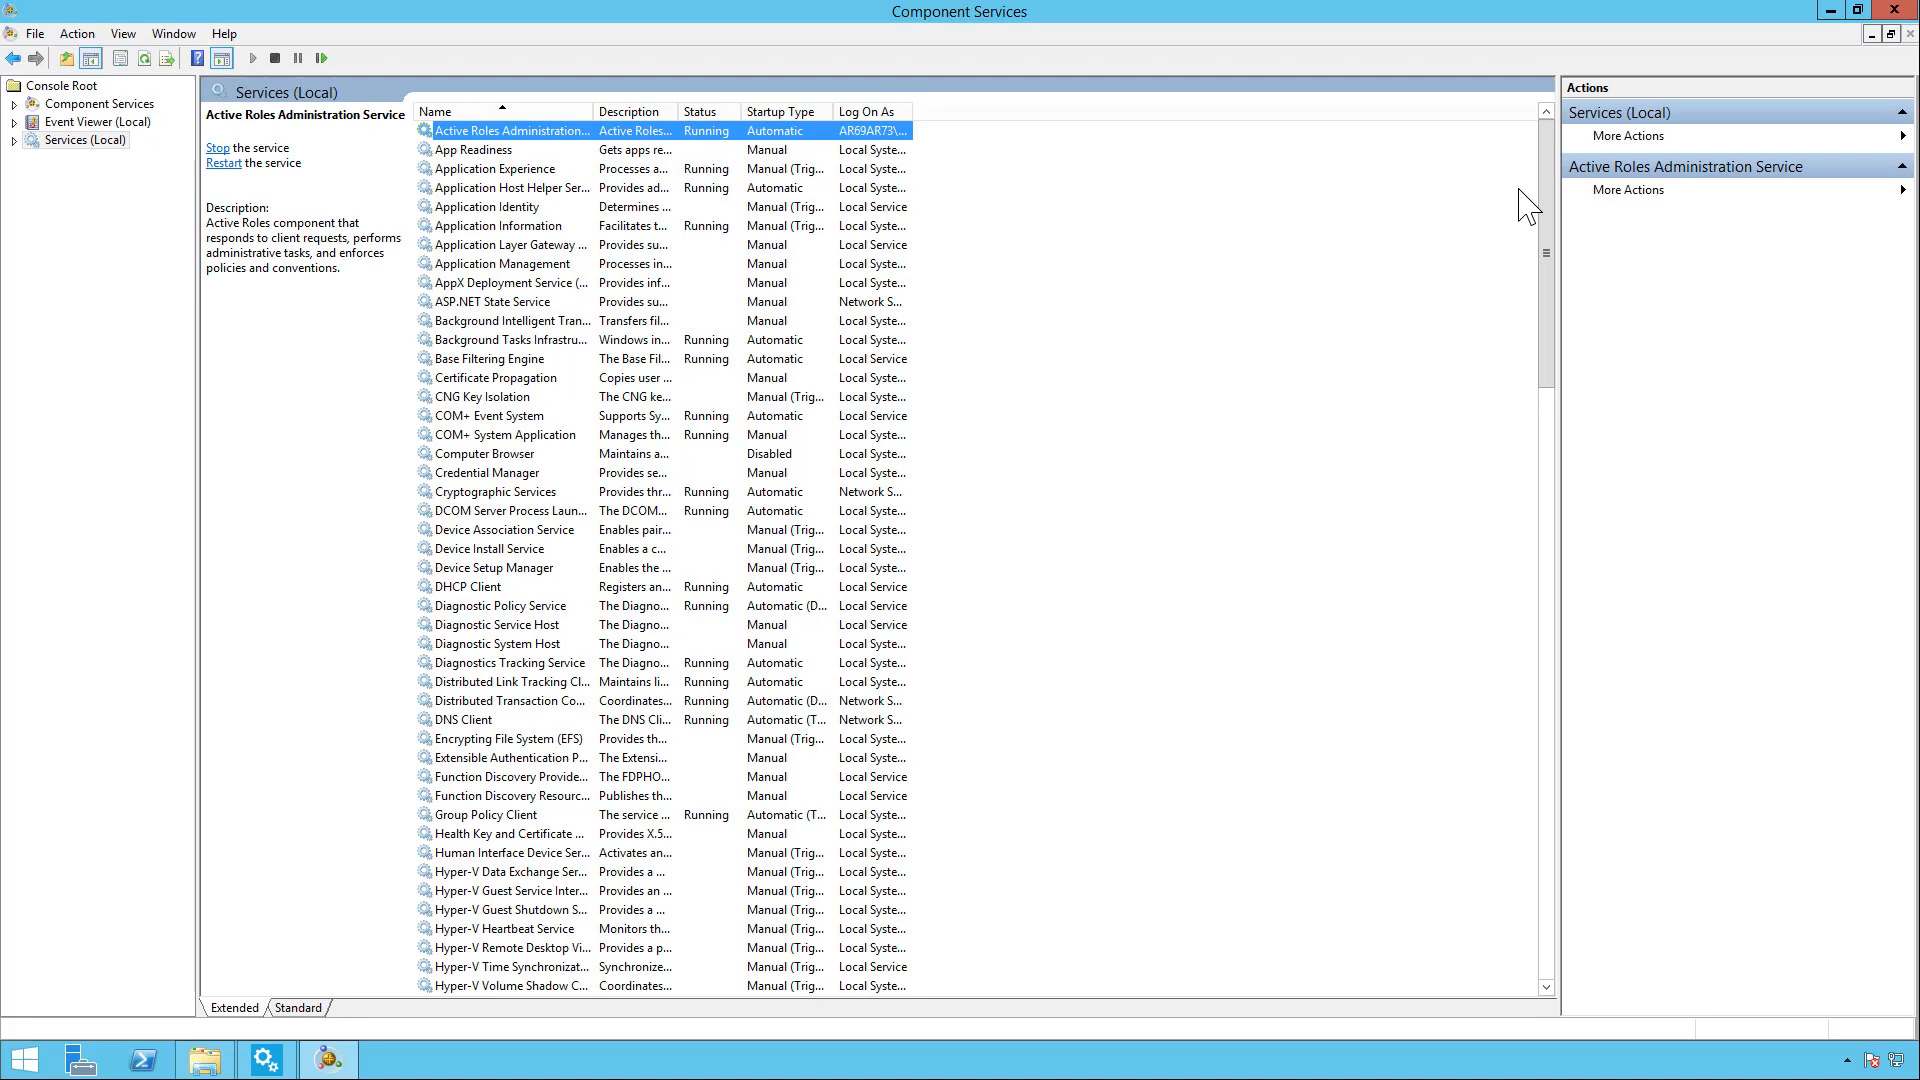 Component Services
File Action View Window Help
Console Root
Component Services
Event Viewer (Local)
Services (Local)
Services (Local)
Active Roles Administration Service
Stop the service
Restart the service
Description:
Active Roles component that
responds to client requests, performs
administrative tasks, and enforces
policies and conventions.
Name Description Status Startup Type Log On As
Active Roles Administration... Active Roles... Running Automatic AR69AR73\...
App Readiness Gets apps re... Manual Local Syste...
Application Experience Processes a... Running Manual (Trig... Local Syste...
Application Host Helper Ser... Provides ad... Running Automatic Local Syste...
Application Identity Determines ... Manual (Trig... Local Service
Application Information Facilitates t... Running Manual (Trig... Local Syste...
Application Layer Gateway ... Provides su... Manual Local Service
Application Management Processes in... Manual Local Syste...
AppX Deployment Service (... Provides inf... Manual Local Syste...
ASP.NET State Service Provides su... Manual Network S...
Background Intelligent Tran... Transfers fil... Manual Local Syste...
Background Tasks Infrastru... Windows in... Running Automatic Local Syste...
Base Filtering Engine The Base Fil... Running Automatic Local Service
Certificate Propagation Copies user ... Manual Local Syste...
CNG Key Isolation The CNG ke... Manual (Trig... Local Syste...
COM+ Event System Supports Sy... Running Automatic Local Service
COM+ System Application Manages th... Running Manual Local Syste...
Computer Browser Maintains a... Disabled Local Syste...
Credential Manager Provides se... Manual Local Syste...
Cryptographic Services Provides thr... Running Automatic Network S...
DCOM Server Process Laun... The DCOM... Running Automatic Local Syste...
Device Association Service Enables pair... Manual (Trig... Local Syste...
Device Install Service Enables a c... Manual (Trig... Local Syste...
Device Setup Manager Enables the ... Manual (Trig... Local Syste...
DHCP Client Registers an... Running Automatic Local Service
Diagnostic Policy Service The Diagno... Running Automatic (D... Local Service
Diagnostic Service Host The Diagno... Manual Local Service
Diagnostic System Host The Diagno... Manual Local Syste...
Diagnostics Tracking Service The Diagno... Running Automatic Local Syste...
Distributed Link Tracking Cl... Maintains li... Running Automatic Local Syste...
Distributed Transaction Co... Coordinates... Running Automatic (D... Network S...
DNS Client The DNS Cli... Running Automatic (T... Network S...
Encrypting File System (EFS) Provides th... Manual (Trig... Local Syste...
Extensible Authentication P... The Extensi... Manual Local Syste...
Function Discovery Provide... The FDPHO... Manual Local Service
Function Discovery Resourc... Publishes th... Manual Local Service
Group Policy Client The service ... Running Automatic (T... Local Syste...
Health Key and Certificate ... Provides X.5... Manual Local Syste...
Human Interface Device Ser... Activates an... Manual (Trig... Local Syste...
Hyper-V Data Exchange Ser... Provides a ... Manual (Trig... Local Syste...
Hyper-V Guest Service Inter... Provides an ... Manual (Trig... Local Syste...
Hyper-V Guest Shutdown S... Provides a ... Manual (Trig... Local Syste...
Hyper-V Heartbeat Service Monitors th... Manual (Trig... Local Syste...
Hyper-V Remote Desktop Vi... Provides a p... Manual (Trig... Local Syste...
Hyper-V Time Synchronizat... Synchronize... Manual (Trig... Local Service
Hyper-V Volume Shadow C... Coordinates... Manual (Trig... Local Syste...
Extended Standard
Actions
Services (Local)
More Actions
Active Roles Administration Service
More Actions